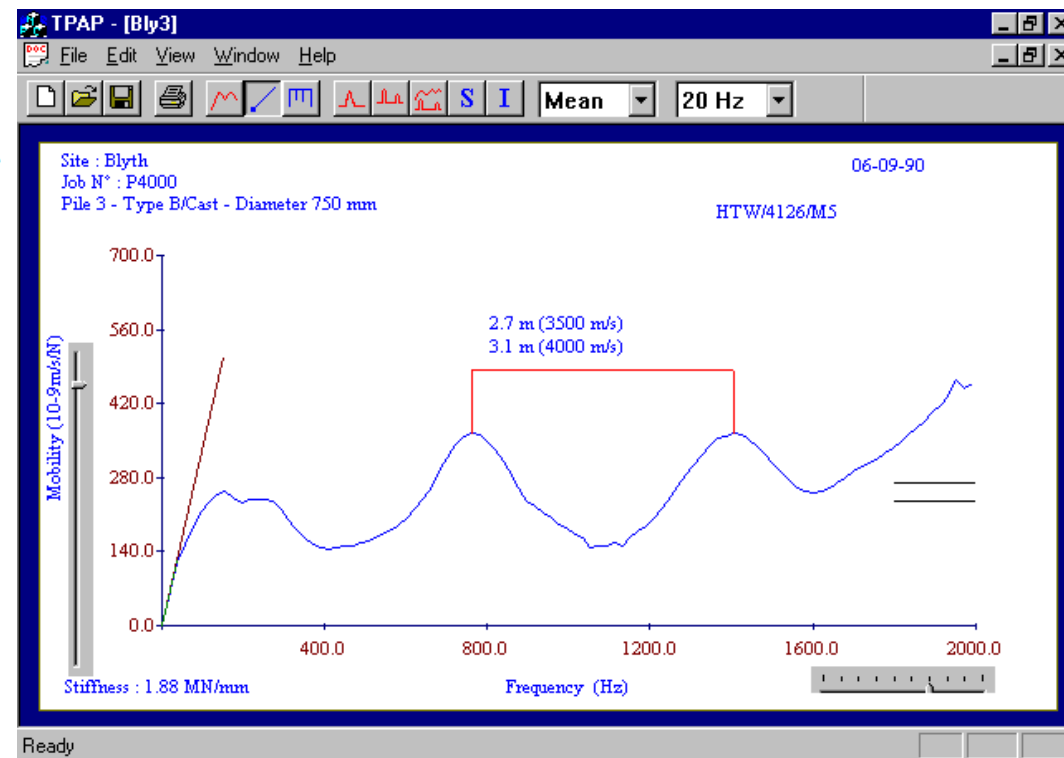 TPAP - [Bly3]
DOC
File Edit View Window Help
S I Mean 20 Hz
Site : Blyth
Job N° : P4000
Pile 3 - Type B/Cast - Diameter 750 mm
06-09-90
HTW/4126/M5
700.0
560.0
420.0
280.0
140.0
0.0
Mobility (10-9m/s/N)
2.7 m (3500 m/s)
3.1 m (4000 m/s)
400.0 800.0 1200.0 1600.0 2000.0
Stiffness : 1.88 MN/mm
Frequency (Hz)
Ready